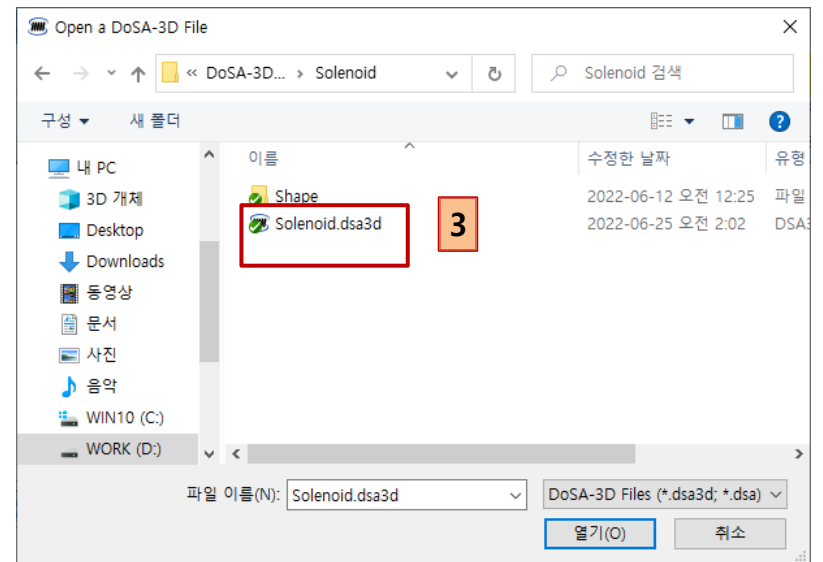 Open a DoSA-3D File
« DoSA-3D... › Solenoid
Solenoid 검색
구성 새 폴더
이름 수정한 날짜 유형
Shape 2022-06-12 오전 12:25 파일
Solenoid.dsa3d 2022-06-25 오전 2:02 DSA3
3
내 PC
3D 개체
Desktop
Downloads
동영상
문서
사진
음악
WIN10 (C:)
WORK (D:)
파일 이름(N): Solenoid.dsa3d DoSA-3D Files (*.dsa3d; *.dsa)
열기(O) 취소